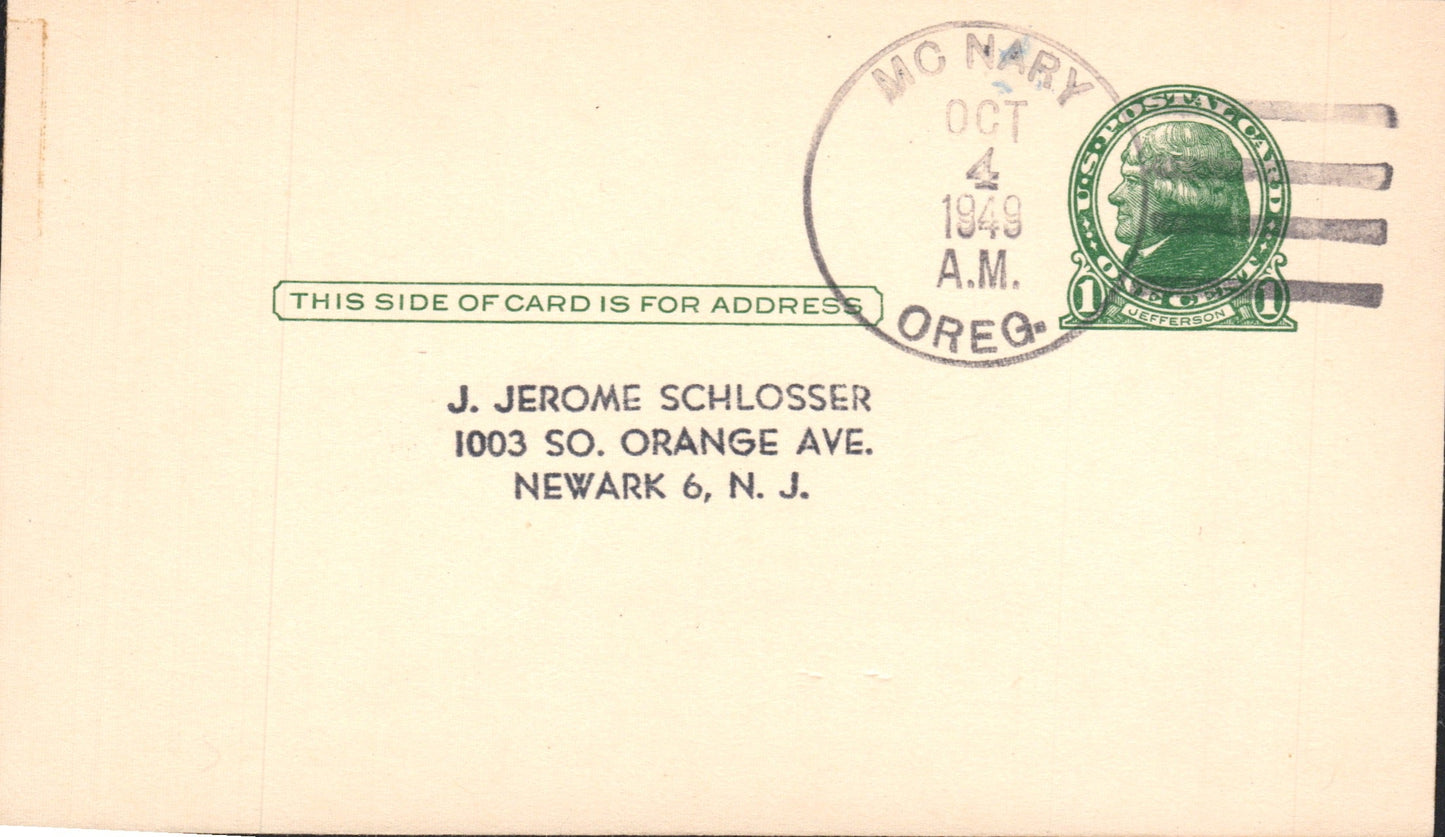 MC NARY
OCT
4
1949
A.M.
OREG.
U.S. POSTAL CARD
ONE CENT
1 JEFFERSON 1
THIS SIDE OF CARD IS FOR ADDRESS
J. JEROME SCHLOSSER
1003 SO. ORANGE AVE.
NEWARK 6, N. J.